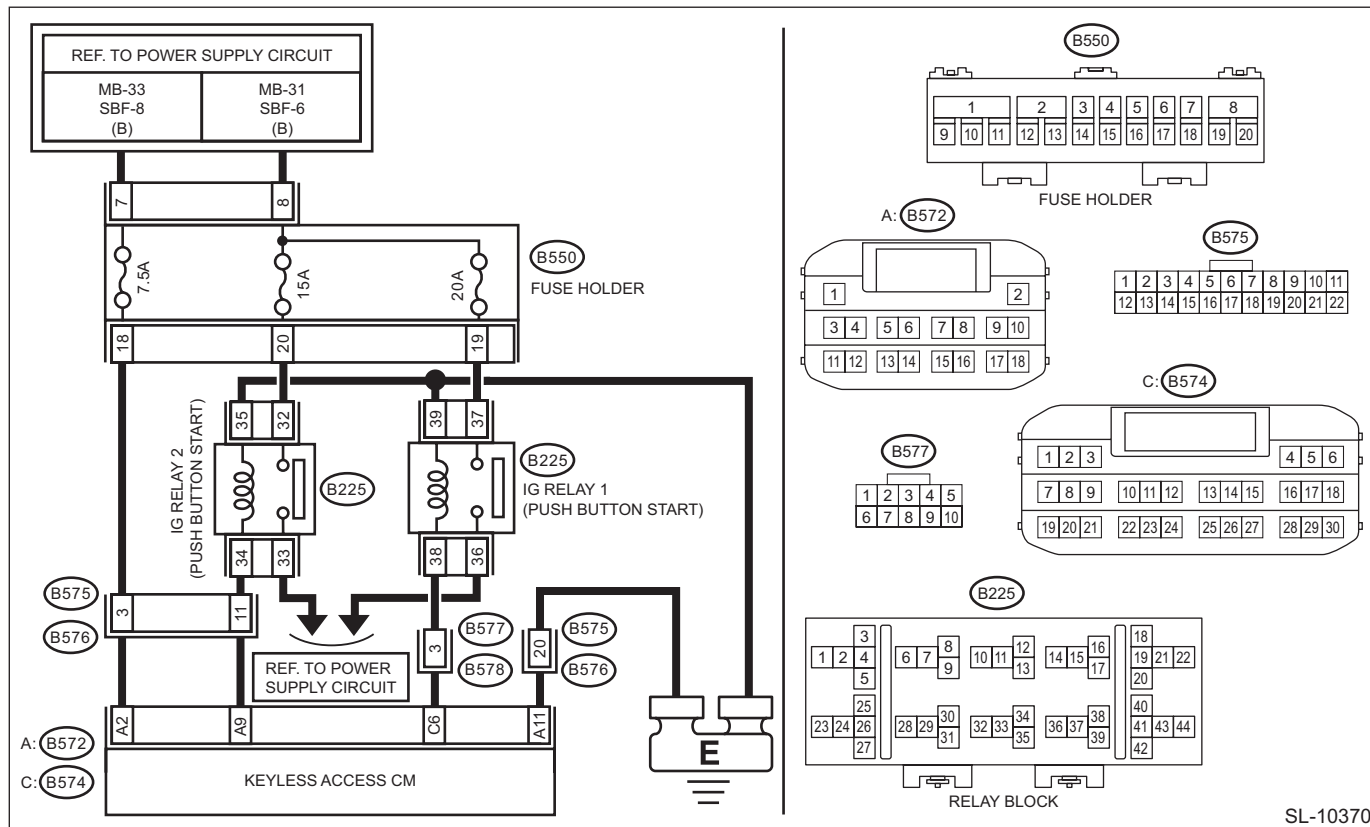 REF. TO POWER SUPPLY CIRCUIT
MB-33
SBF-8
(B)
MB-31
SBF-6
(B)
7
8
7.5A
15A
20A
B550
FUSE HOLDER
18
20
19
35
32
39
37
IG RELAY 2
(PUSH BUTTON START)
B225
B225
IG RELAY 1
(PUSH BUTTON START)
34
33
38
36
B575
B576
3
11
REF. TO POWER
SUPPLY CIRCUIT
3
B577
B578
20
B575
B576
A2
A9
C6
A11
A: B572
C: B574
KEYLESS ACCESS CM
E
B550
1 2 3 4 5 6 7 8
9 10 11 12 13 14 15 16 17 18 19 20
FUSE HOLDER
A: B572
1 2
3 4 5 6 7 8 9 10
11 12 13 14 15 16 17 18
B575
1 2 3 4 5 6 7 8 9 10 11
12 13 14 15 16 17 18 19 20 21 22
C: B574
1 2 3 4 5 6
7 8 9 10 11 12 13 14 15 16 17 18
19 20 21 22 23 24 25 26 27 28 29 30
B577
1 2 3 4 5
6 7 8 9 10
B225
3 8 12 16 18
1 2 4 6 7 10 11 14 15 19 21 22
5 9 13 17 20
25 30 34 38 40
23 24 26 28 29 32 33 36 37 41 43 44
27 31 35 39 42
RELAY BLOCK
SL-10370